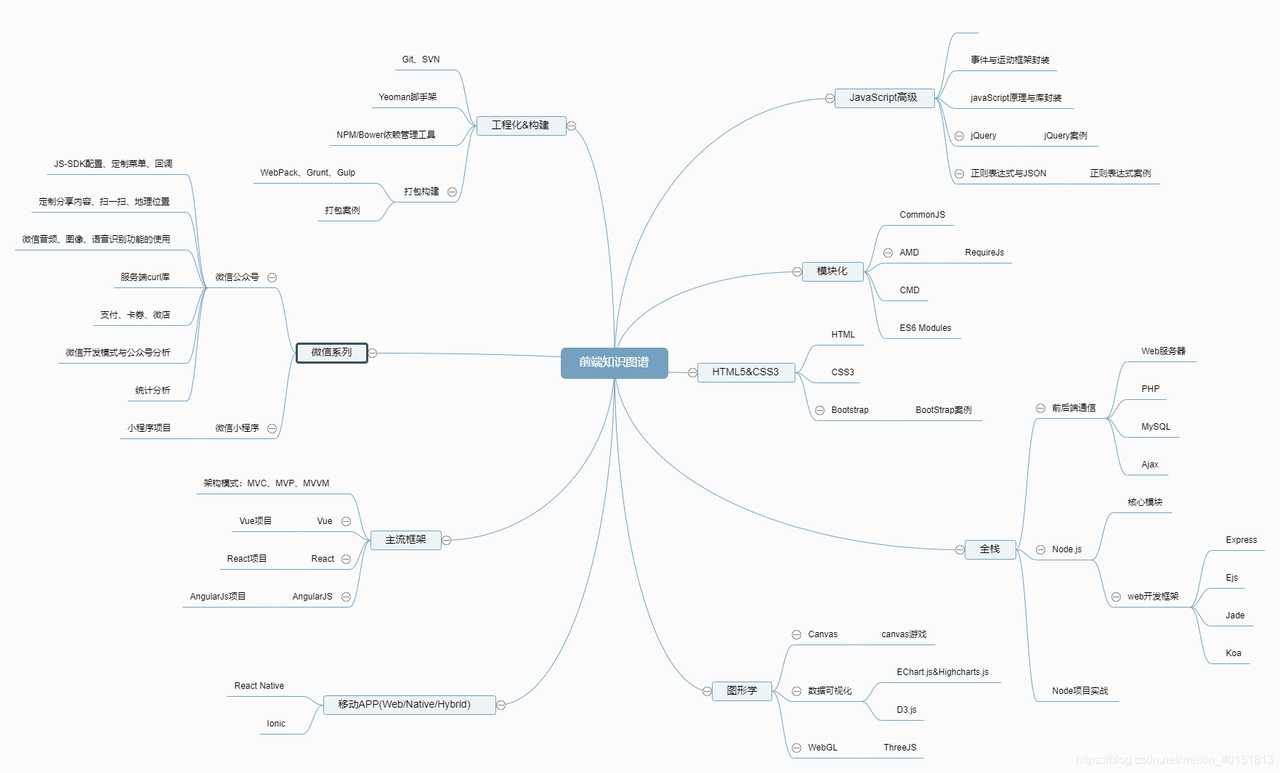 前端知识图谱
JavaScript高级
事件与运动框架封装
javaScript原理与库封装
jQuery
jQuery案例
正则表达式与JSON
正则表达式案例
模块化
CommonJS
AMD
RequireJs
CMD
ES6 Modules
HTML5&CSS3
HTML
CSS3
Bootstrap
BootStrap案例
全栈
前后端通信
Web服务器
PHP
MySQL
Ajax
Node.js
核心模块
web开发框架
Express
Ejs
Jade
Koa
Node项目实战
图形学
Canvas
canvas游戏
数据可视化
EChart.js&Highcharts.js
D3.js
WebGL
ThreeJS
工程化&构建
Git、SVN
Yeoman脚手架
NPM/Bower依赖管理工具
打包构建
WebPack、Grunt、Gulp
打包案例
微信系列
微信公众号
JS-SDK配置、定制菜单、回调
定制分享内容、扫一扫、地理位置
微信音频、图像、语音识别功能的使用
服务端curl库
支付、卡券、微店
微信开发模式与公众号分析
统计分析
微信小程序
小程序项目
主流框架
架构模式：MVC、MVP、MVVM
Vue
Vue项目
React
React项目
AngularJS
AngularJs项目
移动APP(Web/Native/Hybrid)
React Native
Ionic
https://blog.csdn.net/weixin_40151813